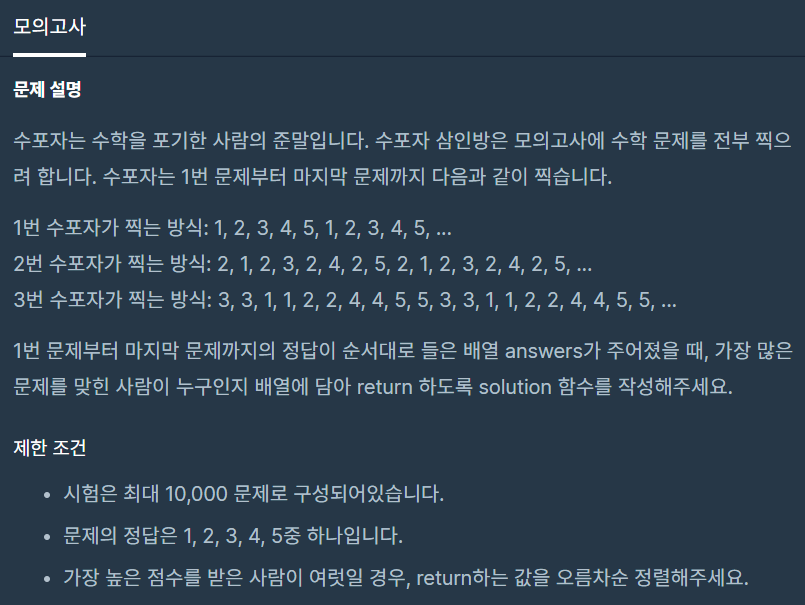 모의고사
문제 설명
수포자는 수학을 포기한 사람의 준말입니다. 수포자 삼인방은 모의고사에 수학 문제를 전부 찍으
려 합니다. 수포자는 1번 문제부터 마지막 문제까지 다음과 같이 찍습니다.
1번 수포자가 찍는 방식: 1, 2, 3, 4, 5, 1, 2, 3, 4, 5, ...
2번 수포자가 찍는 방식: 2, 1, 2, 3, 2, 4, 2, 5, 2, 1, 2, 3, 2, 4, 2, 5, ...
3번 수포자가 찍는 방식: 3, 3, 1, 1, 2, 2, 4, 4, 5, 5, 3, 3, 1, 1, 2, 2, 4, 4, 5, 5, ...
1번 문제부터 마지막 문제까지의 정답이 순서대로 들은 배열 answers가 주어졌을 때, 가장 많은
문제를 맞힌 사람이 누구인지 배열에 담아 return 하도록 solution 함수를 작성해주세요.
제한 조건
• 시험은 최대 10,000 문제로 구성되어있습니다.
• 문제의 정답은 1, 2, 3, 4, 5중 하나입니다.
• 가장 높은 점수를 받은 사람이 여럿일 경우, return하는 값을 오름차순 정렬해주세요.